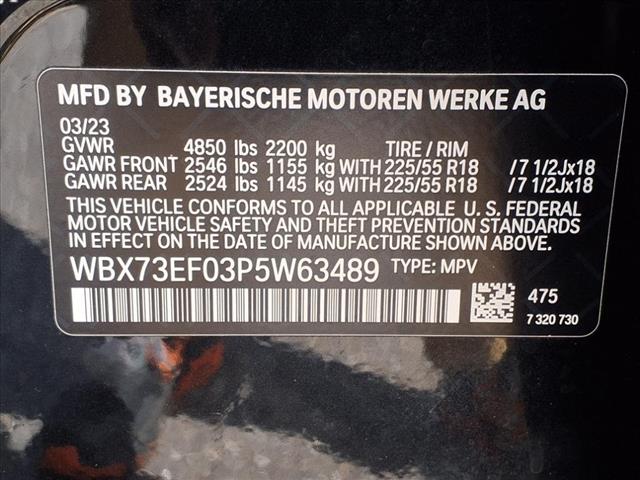 MFD BY BAYERISCHE MOTOREN WERKE AG
03/23
GVWR 4850 lbs 2200 kg TIRE / RIM
GAWR FRONT 2546 lbs 1155 kg WITH 225/55 R18 /7 1/2Jx18
GAWR REAR 2524 lbs 1145 kg WITH 225/55 R18 /7 1/2Jx18
THIS VEHICLE CONFORMS TO ALL APPLICABLE U. S. FEDERAL
MOTOR VEHICLE SAFETY AND THEFT PREVENTION STANDARDS
IN EFFECT ON THE DATE OF MANUFACTURE SHOWN ABOVE.
WBX73EF03P5W63489 TYPE: MPV
475
7 320 730